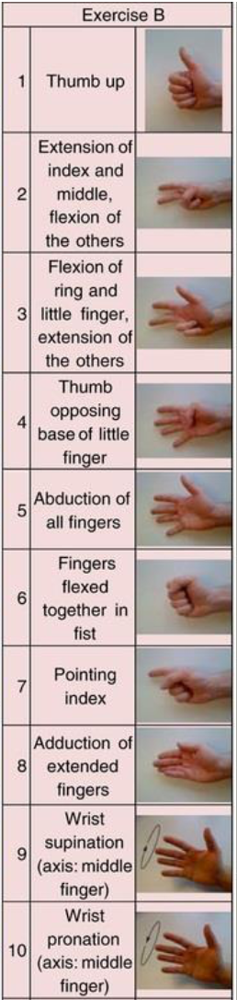 Exercise B
1
Thumb up
2
Extension of
index and
middle,
flexion of
the others
3
Flexion of
ring and
little finger,
extension of
the others
4
Thumb
opposing
base of little
finger
5
Abduction of
all fingers
6
Fingers
flexed
together in
fist
7
Pointing
index
8
Adduction of
extended
fingers
9
Wrist
supination
(axis: middle
finger)
10
Wrist
pronation
(axis: middle
finger)